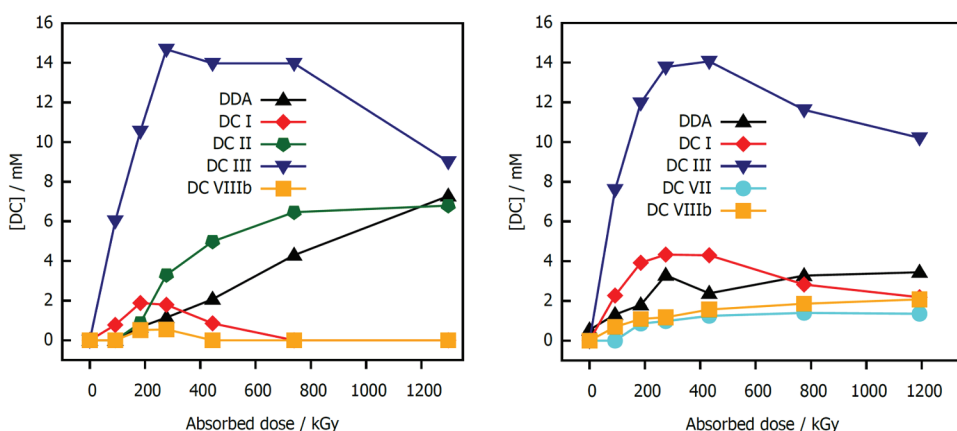 16
14
12
10
8
6
4
2
0
[DC] / mM
DDA
DC I
DC II
DC III
DC VIIIb
0 200 400 600 800 1000 1200
Absorbed dose / kGy
16
14
12
10
8
6
4
2
0
[DC] / mM
DDA
DC I
DC III
DC VII
DC VIIIb
0 200 400 600 800 1000 1200
Absorbed dose / kGy